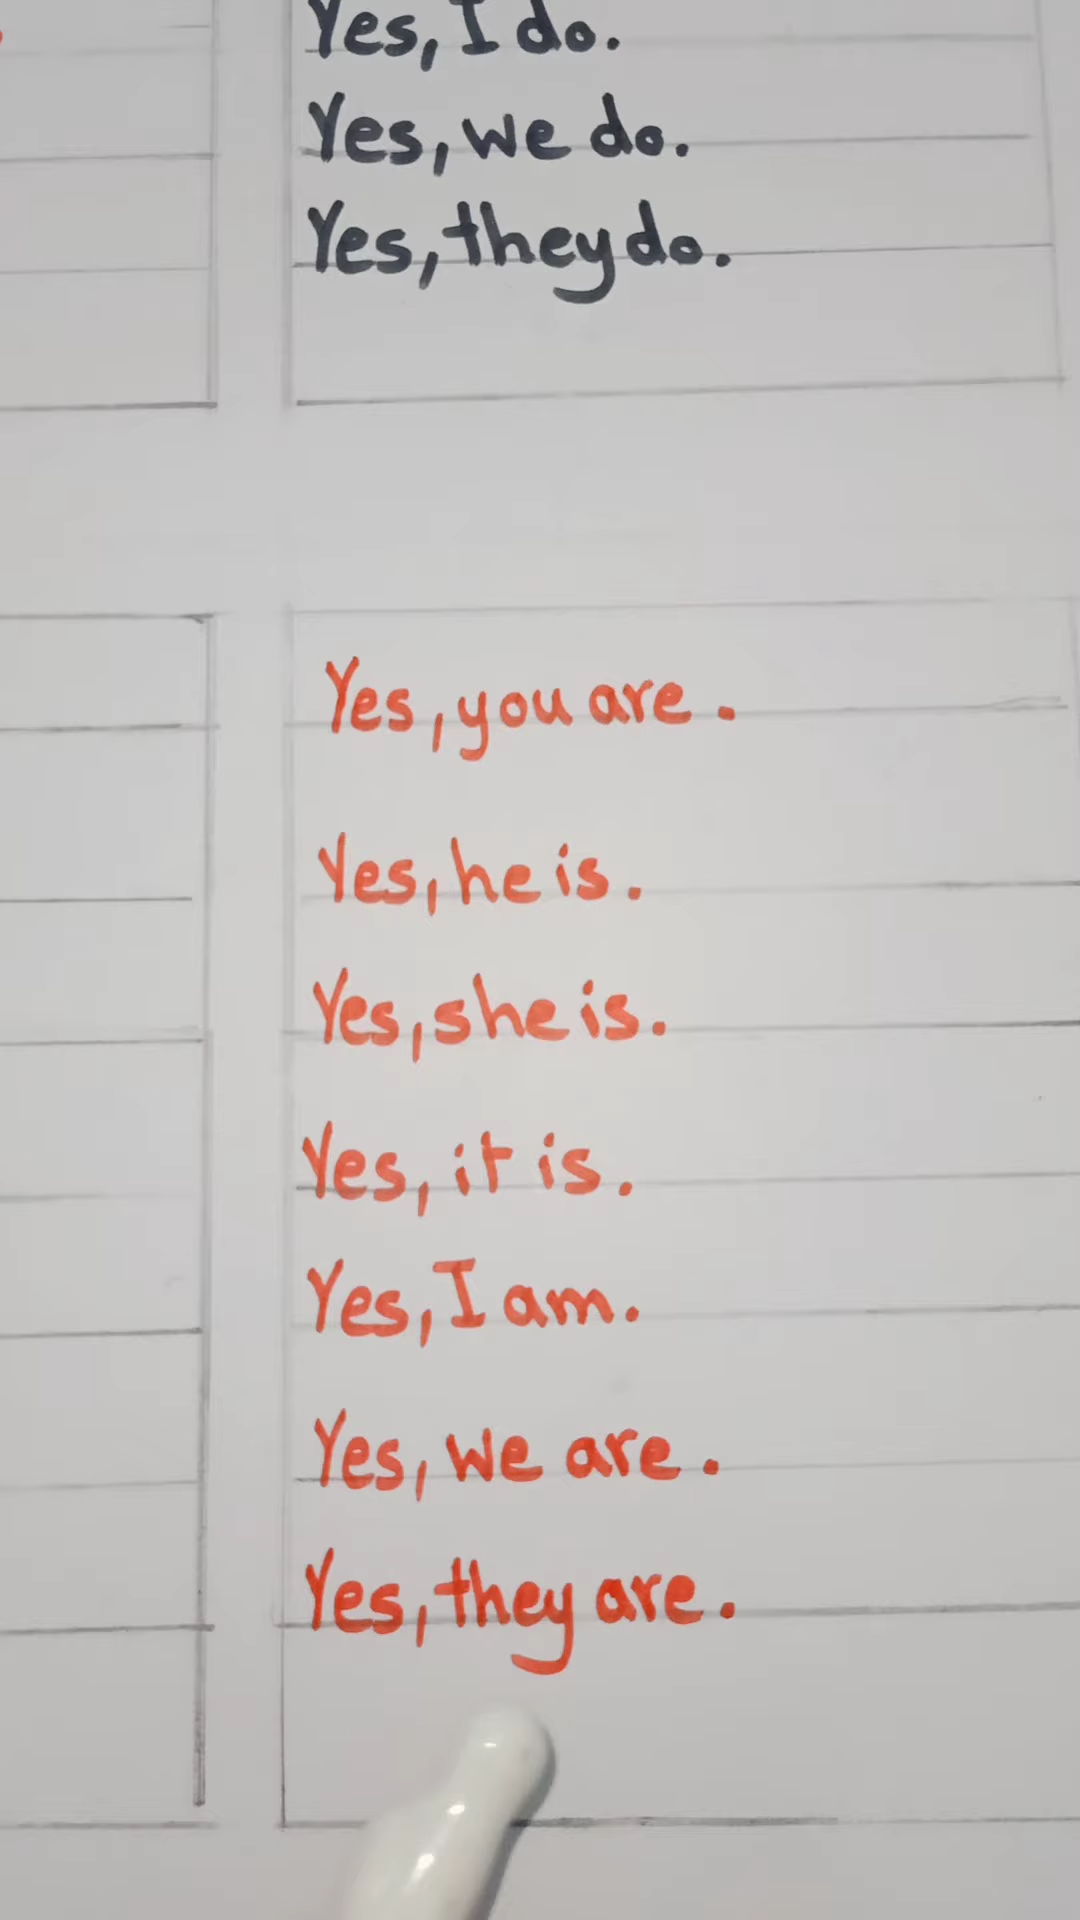 Yes, I do.
Yes, we do.
Yes, they do.
Yes, you are.
Yes, he is.
Yes, she is.
Yes, it is.
Yes, I am.
Yes, we are.
Yes, they are.